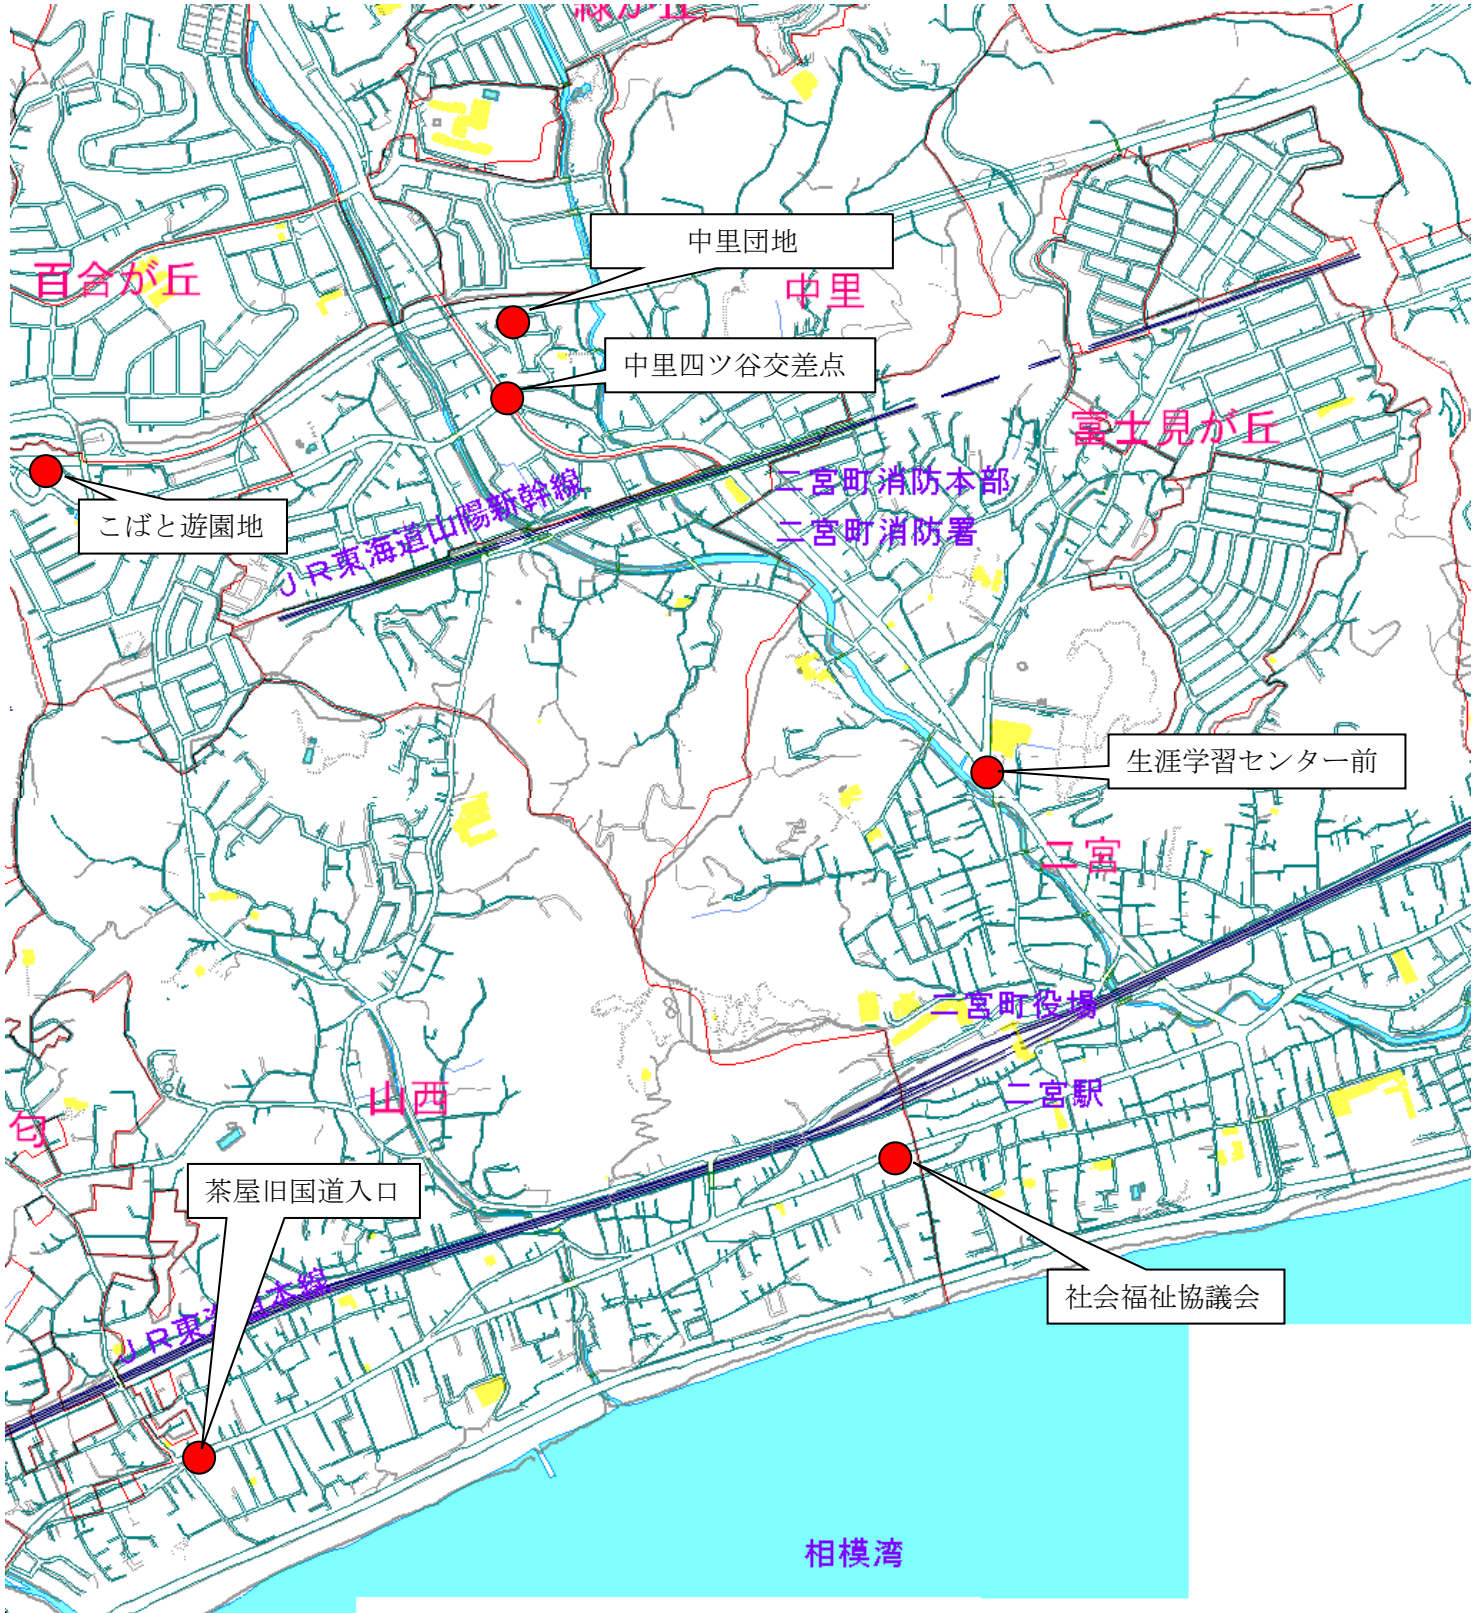 緑が丘
中里団地
百合が丘
中里
中里四ツ谷交差点
富士見が丘
二宮町消防本部
こばと遊園地
二宮町消防署
ＪＲ東海道山陽新幹線
生涯学習センター前
二宮
二宮町役場
二宮駅
山西
匂
茶屋旧国道入口
社会福祉協議会
ＪＲ東海道本線
相模湾